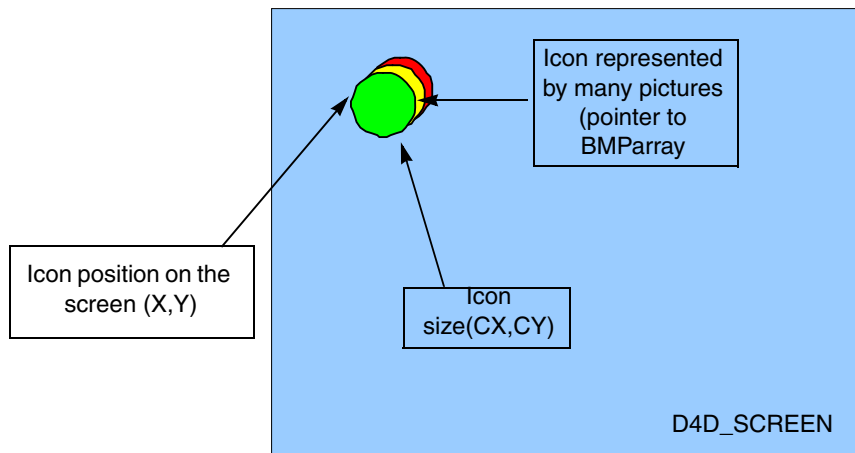 Icon represented
by many pictures
(pointer to
BMParray
Icon position on the
screen (X,Y)
Icon
size(CX,CY)
D4D_SCREEN